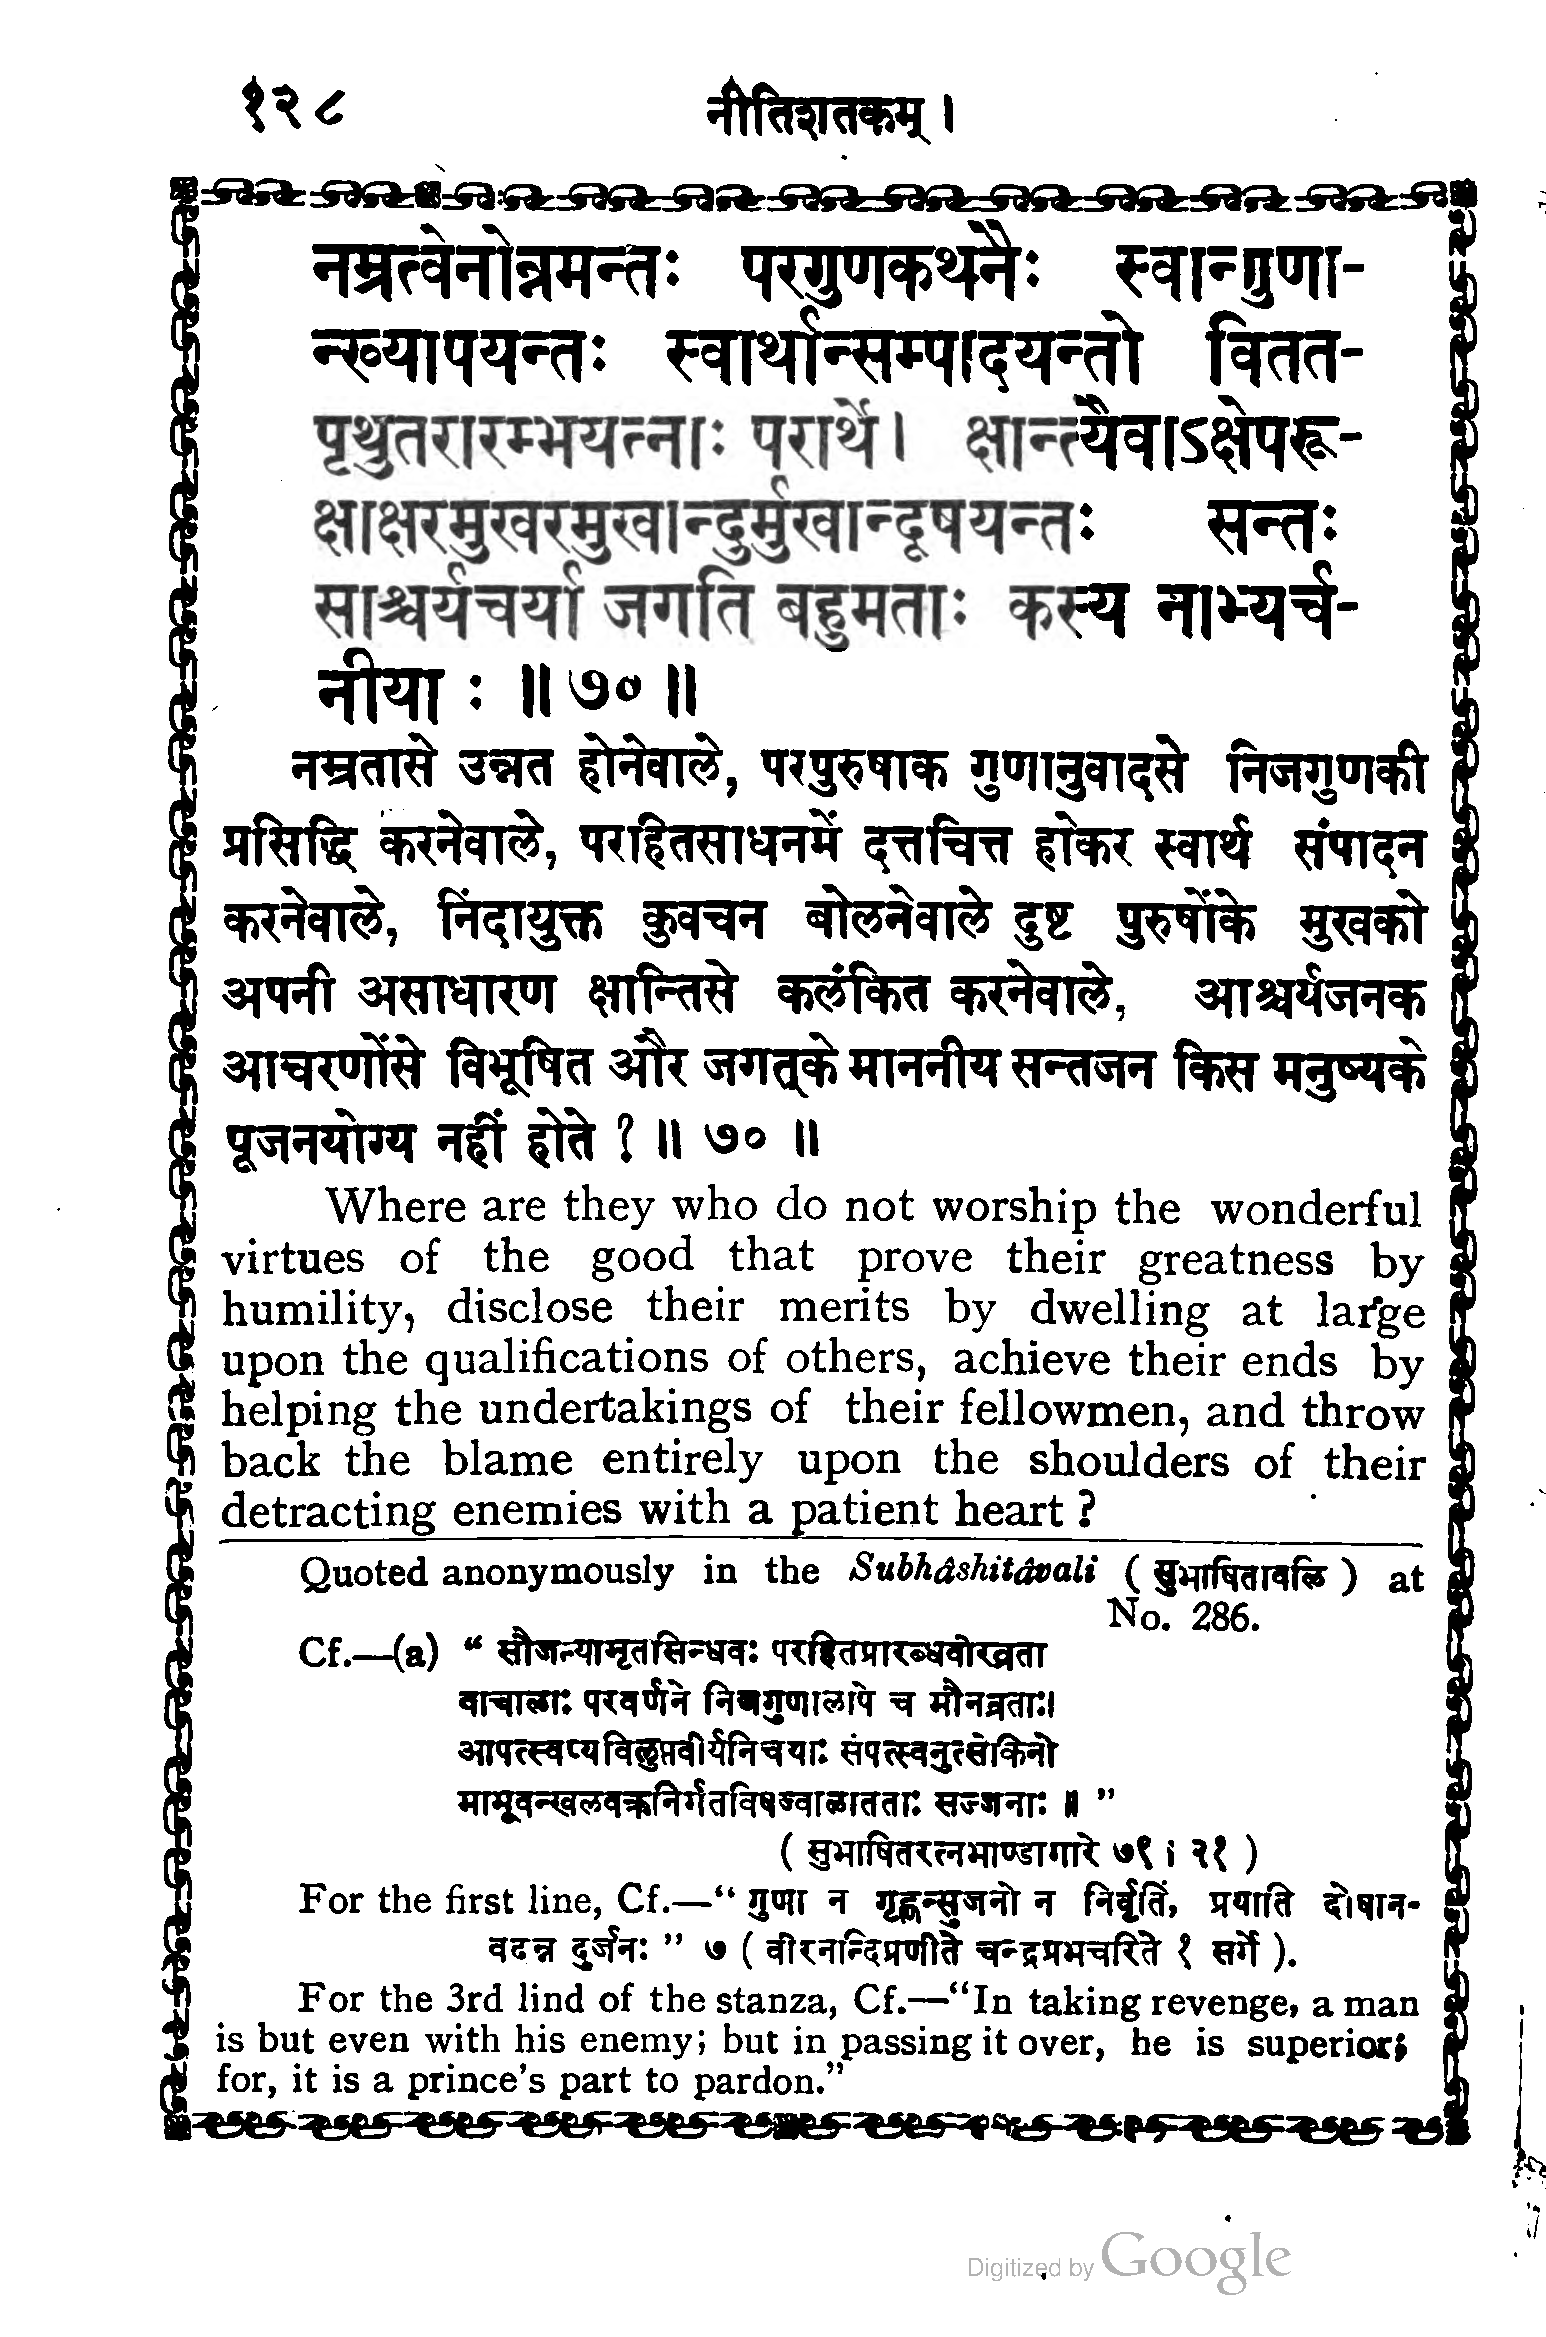 १२८ नीतिशतकम् ।
नम्रत्वेनोन्नमन्तः परगुणकथनैः स्वान्गुणा-
न्ख्यापयन्तः स्वार्थान्सम्पादयन्तो वितत-
पृथुतरारम्भयत्नाः परार्थे। क्षान्त्यैवाऽक्षेपरू-
क्षाक्षरमुखरमुखान्दुर्मुखान्दूषयन्तः सन्तः
साश्चर्यचर्या जगति बहुमताः कस्य नाभ्यर्च-
नीया : ॥ ७० ॥
नम्रतासे उन्नत होनेवाले, परपुरुषाक गुणानुवादसे निजगुणकी
प्रसिद्धि करनेवाले, पराहितसाधनमें दत्तचित्त होकर स्वार्थ संपादन
करनेवाले, निंदायुक्त कुवचन बोलनेवाले दुष्ट पुरुषोंके मुखको
अपनी असाधारण क्षान्तिसे कलंकित करनेवाले, आश्चर्यजनक
आचरणोंसे विभूषित और जगत्के माननीय सन्तजन किस मनुष्यके
पूजनयोग्य नहीं होते ? ॥ ७० ॥
Where are they who do not worship the wonderful
virtues of the good that prove their greatness by
humility, disclose their merits by dwelling at large
upon the qualifications of others, achieve their ends by
helping the undertakings of their fellowmen, and throw
back the blame entirely upon the shoulders of their
detracting enemies with a patient heart ?
Quoted anonymously in the Subhâshitâvali ( सुभाषितावलि ) at
No. 286.
Cf.—(a) “ सौजन्यामृतसिन्धवः परहितप्रारब्धवीरव्रता
वाचालाः परवर्णने निजगुणालापे च मौनव्रताः।
आपत्स्वप्यविलुप्तवीर्यनिचयाः संपत्स्वनुत्सेकिनो
माभूवन्खलवक्रनिर्गतविषज्वाळातताः सज्जनाः ॥ ”
( सुभाषितरत्नभाण्डागारे ७९ । २१ )
For the first line, Cf.—“ गुणा न गृह्णन्सुजनो न निर्वृतिं, प्रयाति दोषान-
वदन्न दुर्जनः ” ७ ( वीरनन्दिप्रणीते चन्द्रप्रभचरिते १ सर्गे ).
For the 3rd lind of the stanza, Cf.—“In taking revenge, a man
is but even with his enemy; but in passing it over, he is superior;
for, it is a prince’s part to pardon.”
Digitized by Google